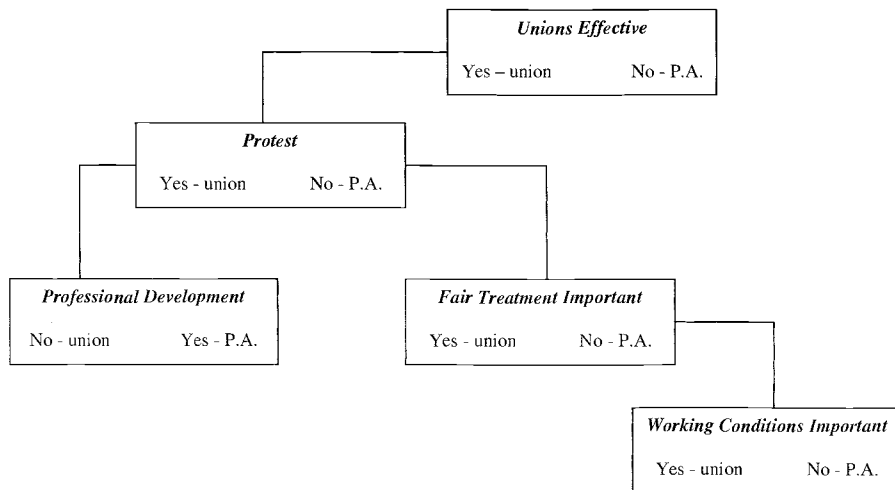 Unions Effective
Yes – union No - P.A.
Protest
Yes - union No - P.A.
Professional Development
No - union Yes - P.A.
Fair Treatment Important
Yes - union No - P.A.
Working Conditions Important
Yes - union No - P.A.